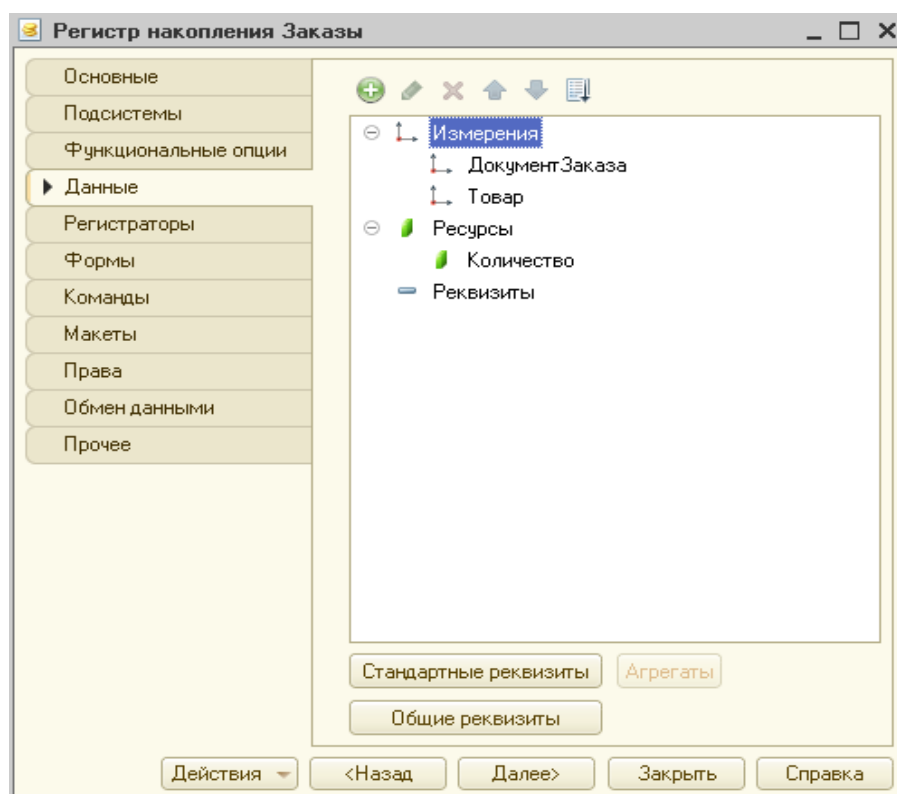 Регистр накопления Заказы
Основные
Подсистемы
Функциональные опции
Данные
Регистраторы
Формы
Команды
Макеты
Права
Обмен данными
Прочее
Измерения
ДокументЗаказа
Товар
Ресурсы
Количество
Реквизиты
Стандартные реквизиты Агрегаты
Общие реквизиты
Действия <Назад Далее> Закрыть Справка